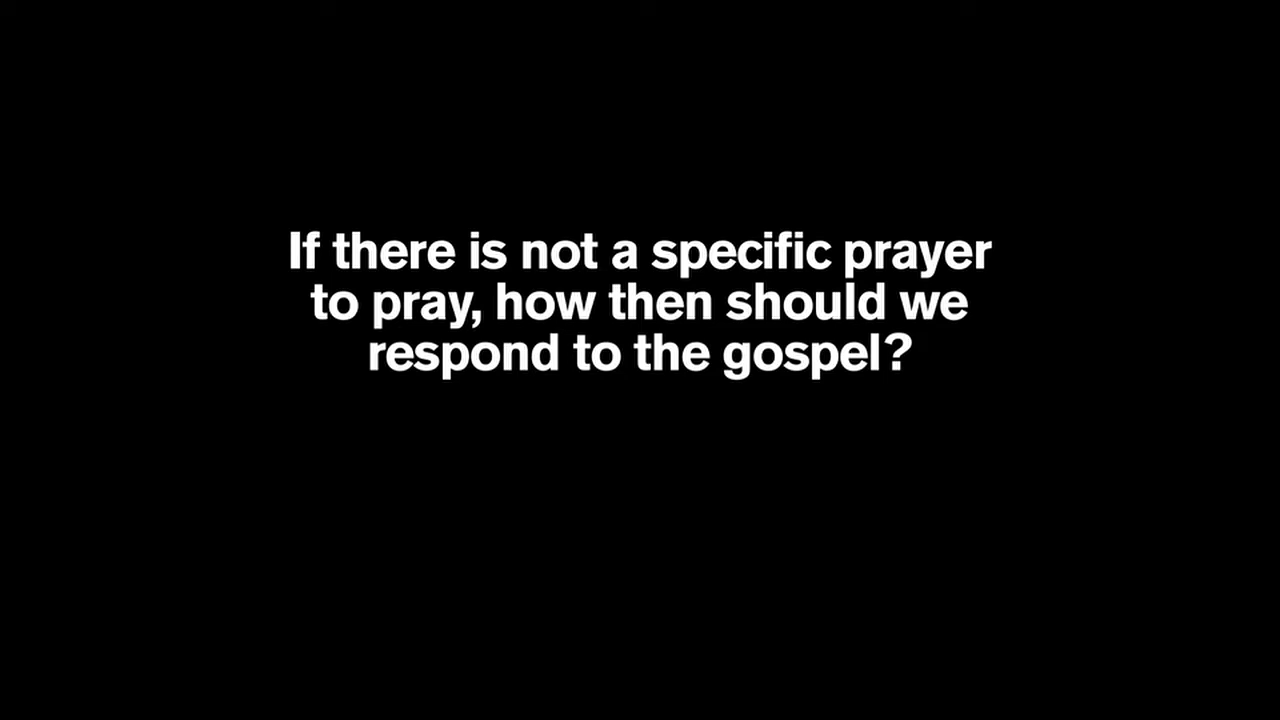 If there is not a specific prayer
to pray, how then should we
respond to the gospel?